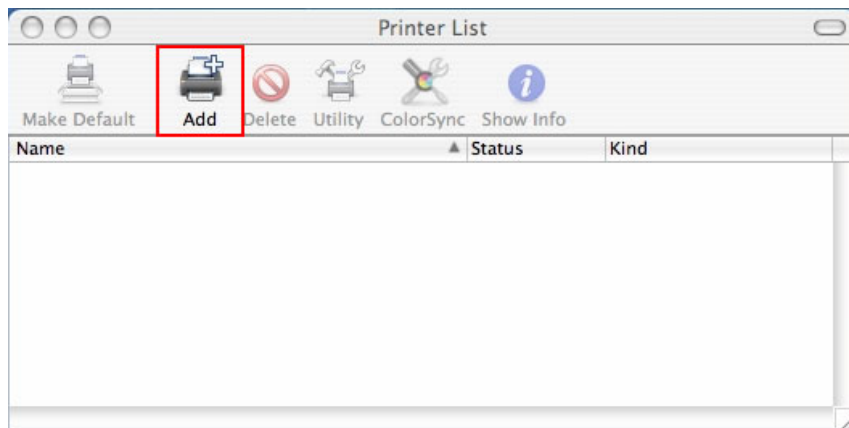 Printer List
Make Default Add Delete Utility ColorSync Show Info
Name Status Kind